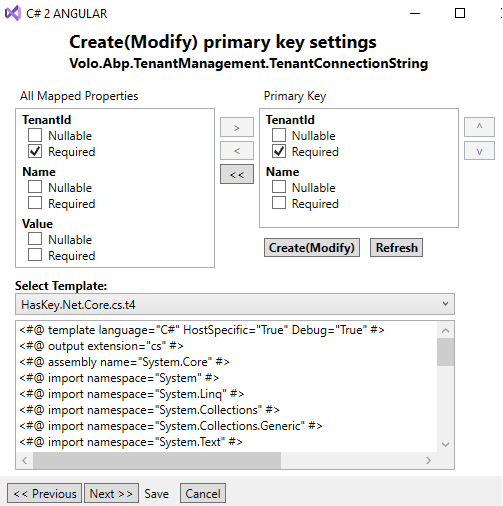 C# 2 ANGULAR
Create(Modify) primary key settings
Volo.Abp.TenantManagement.TenantConnectionString
All Mapped Properties
TenantId
Nullable
Required
Name
Nullable
Required
Value
Nullable
Required
>
<
<<
Primary Key
TenantId
Nullable
Required
Name
Nullable
Required
^
v
Create(Modify) Refresh
Select Template:
HasKey.Net.Core.cs.t4
<#@ template language="C#" HostSpecific="True" Debug="True" #>
<#@ output extension="cs" #>
<#@ assembly name="System.Core" #>
<#@ import namespace="System" #>
<#@ import namespace="System.Linq" #>
<#@ import namespace="System.Collections" #>
<#@ import namespace="System.Collections.Generic" #>
<#@ import namespace="System.Text" #>
<< Previous Next >> Save Cancel